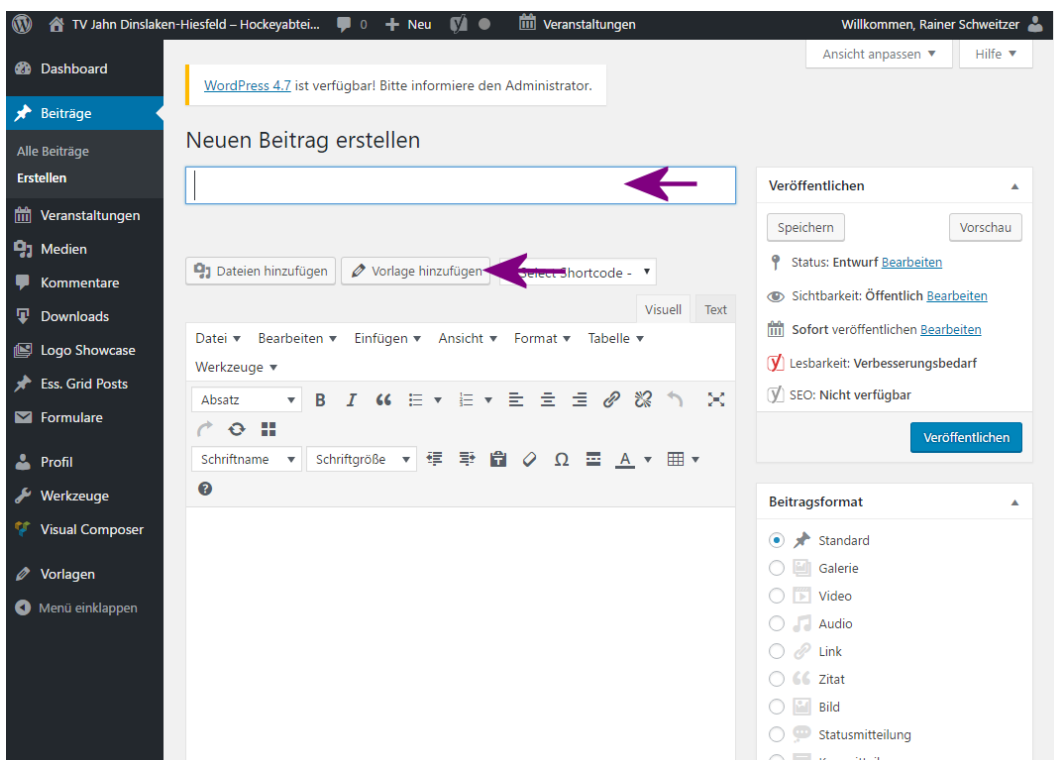 TV Jahn Dinslaken-Hiesfeld – Hockeyabtei... 0 + Neu Veranstaltungen Willkommen, Rainer Schweitzer
Ansicht anpassen ▼ Hilfe ▼
Dashboard
Beiträge
Alle Beiträge
Erstellen
Veranstaltungen
Medien
Kommentare
Downloads
Logo Showcase
Ess. Grid Posts
Formulare
Profil
Werkzeuge
Visual Composer
Vorlagen
Menü einklappen
WordPress 4.7 ist verfügbar! Bitte informiere den Administrator.
Neuen Beitrag erstellen
Dateien hinzufügen Vorlage hinzufügen Select Shortcode - ▼
Visuell Text
Datei ▼ Bearbeiten ▼ Einfügen ▼ Ansicht ▼ Format ▼ Tabelle ▼
Werkzeuge ▼
Absatz ▼ B I
Schriftname ▼ Schriftgröße ▼ Ω A ▼
Veröffentlichen
Speichern Vorschau
Status: Entwurf Bearbeiten
Sichtbarkeit: Öffentlich Bearbeiten
Sofort veröffentlichen Bearbeiten
Lesbarkeit: Verbesserungsbedarf
SEO: Nicht verfügbar
Veröffentlichen
Beitragsformat
Standard
Galerie
Video
Audio
Link
Zitat
Bild
Statusmitteilung